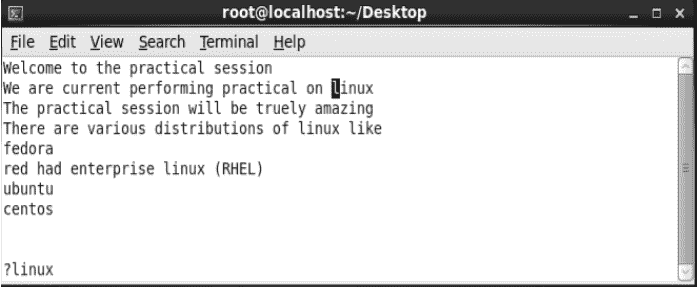 root@localhost:~/Desktop
File Edit View Search Terminal Help
Welcome to the practical session
We are current performing practical on linux
The practical session will be truely amazing
There are various distributions of linux like
fedora
red had enterprise linux (RHEL)
ubuntu
centos
?linux